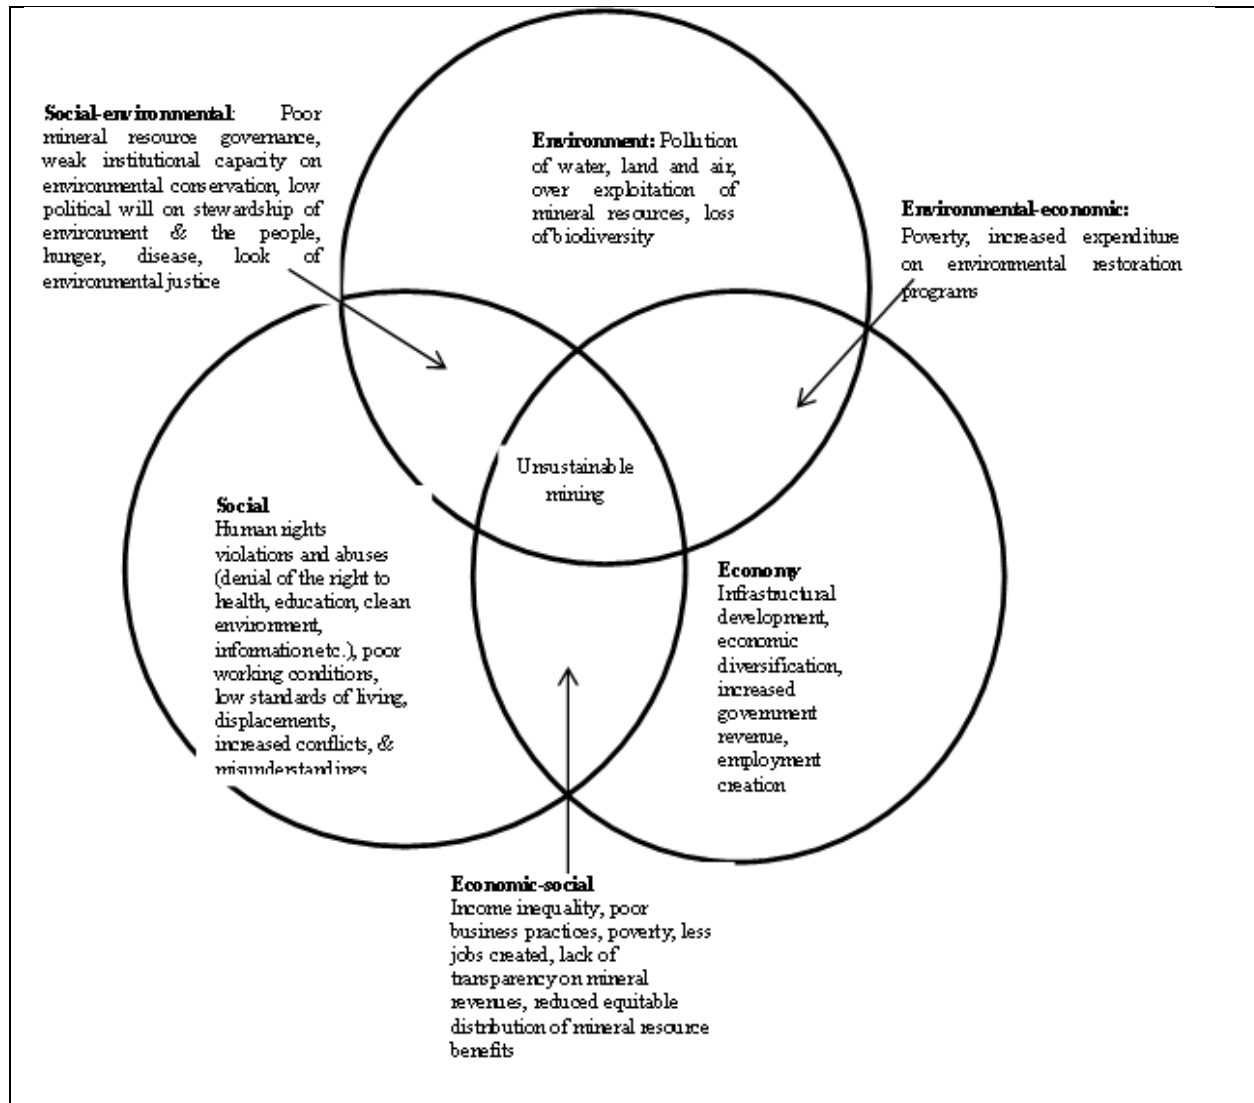 Social-environmental: Poor
mineral resource governance,
weak institutional capacity on
environmental conservation, low
political will on stewardship of
environment & the people,
hunger, disease, look of
environmental justice
Environment: Pollution
of water, land and air,
over exploitation of
mineral resources, loss
of biodiversity
Environmental-economic:
Poverty, increased expenditure
on environmental restoration
programs
Unsustainable
mining
Social
Human rights
violations and abuses
(denial of the right to
health, education, clean
environment,
information etc.), poor
working conditions,
low standards of living,
displacements,
increased conflicts, &
misunderstandings
Economy
Infrastructural
development,
economic
diversification,
increased
government
revenue,
employment
creation
Economic-social
Income inequality, poor
business practices, poverty, less
jobs created, lack of
transparency on mineral
revenues, reduced equitable
distribution of mineral resource
benefits